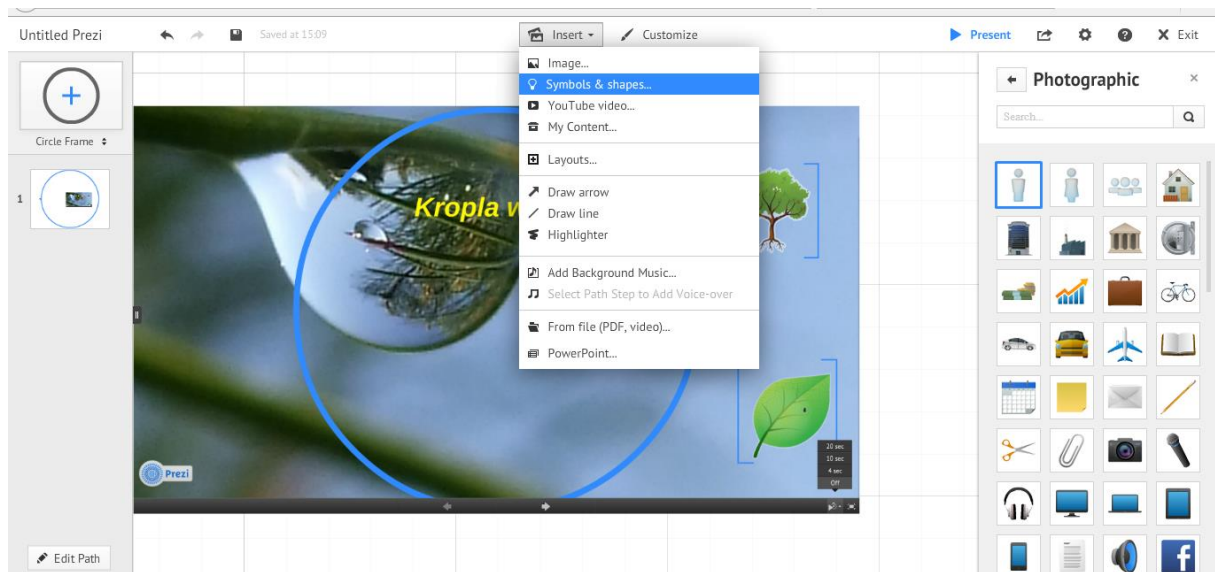 Untitled Prezi Saved at 15:09 Insert Customize Present Exit
Image...
Symbols & shapes...
YouTube video...
My Content...
Layouts...
Draw arrow
Draw line
Highlighter
Add Background Music...
Select Path Step to Add Voice-over
From file (PDF, video)...
PowerPoint...
Circle Frame
1
Edit Path
Kropla w
Prezi
20 sec
10 sec
4 sec
Off
Photographic
Search...